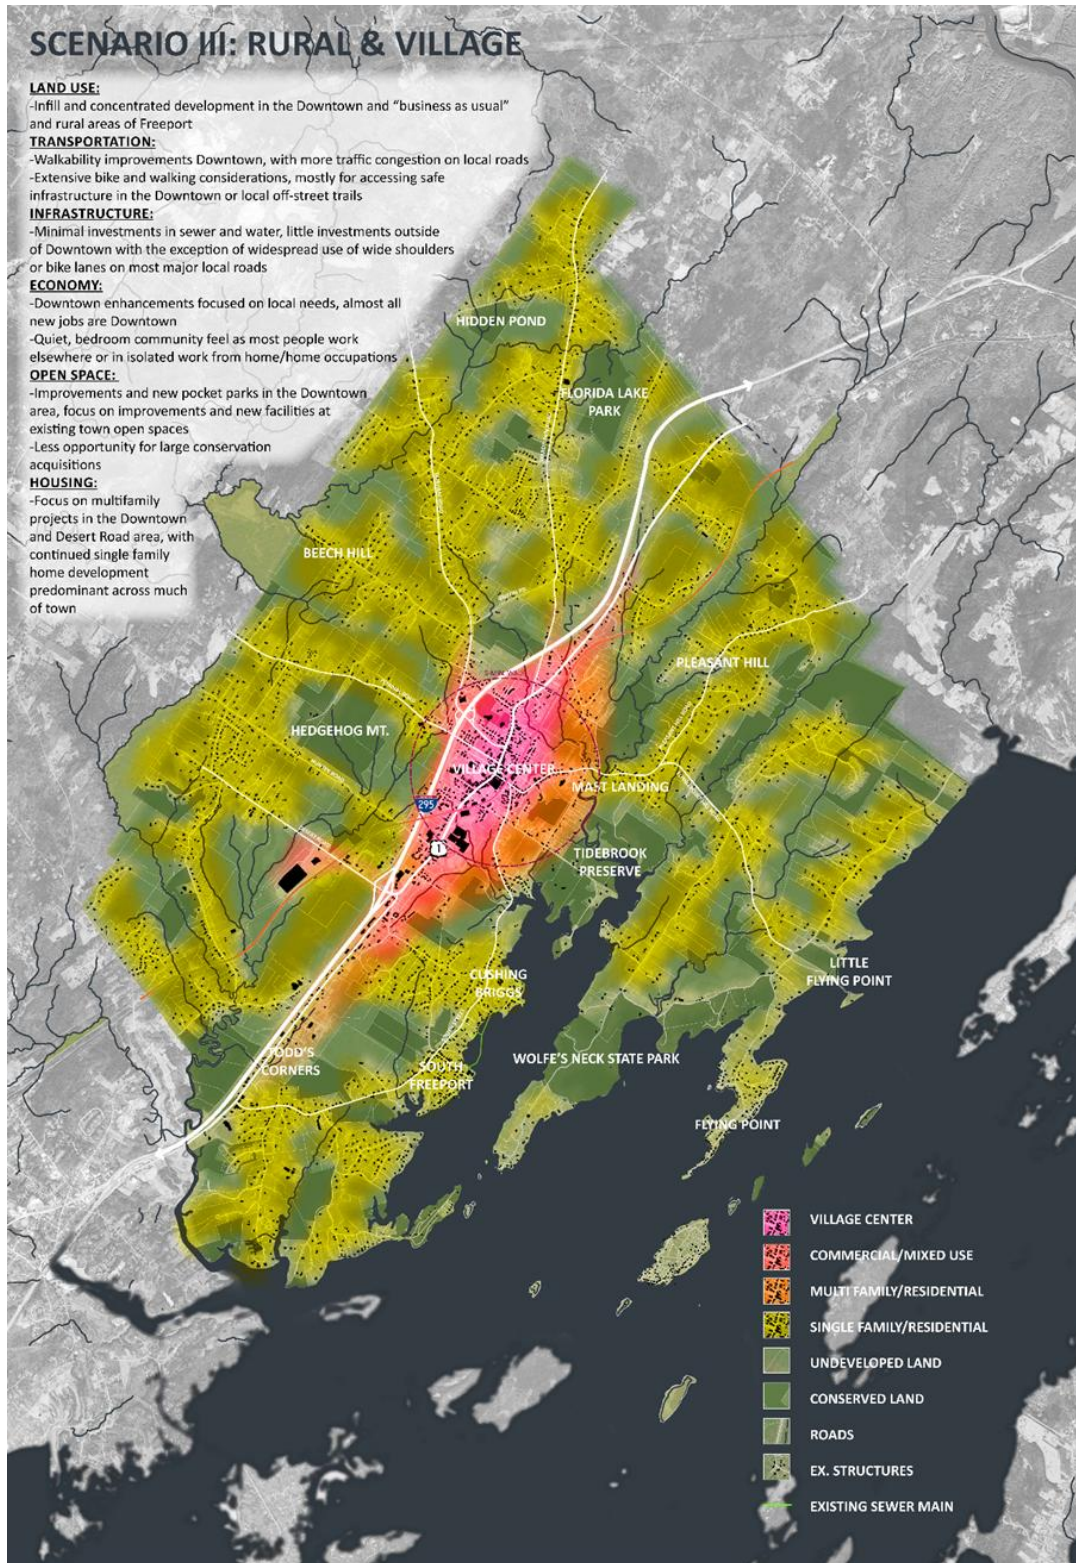 SCENARIO III: RURAL & VILLAGE
LAND USE:
-Infill and concentrated development in the Downtown and “business as usual”
and rural areas of Freeport
TRANSPORTATION:
-Walkability improvements Downtown, with more traffic congestion on local roads
-Extensive bike and walking considerations, mostly for accessing safe
infrastructure in the Downtown or local off-street trails
INFRASTRUCTURE:
-Minimal investments in sewer and water, little investments outside
of Downtown with the exception of widespread use of wide shoulders
or bike lanes on most major local roads
ECONOMY:
-Downtown enhancements focused on local needs, almost all
new jobs are Downtown
-Quiet, bedroom community feel as most people work
elsewhere or in isolated work from home/home occupations
OPEN SPACE:
-Improvements and new pocket parks in the Downtown
area, focus on improvements and new facilities at
existing town open spaces
-Less opportunity for large conservation
acquisitions
HOUSING:
-Focus on multifamily
projects in the Downtown
and Desert Road area, with
continued single family
home development
predominant across much
of town
HIDDEN POND
FLORIDA LAKE
PARK
BEECH HILL
PLEASANT HILL
HEDGEHOG MT.
VILLAGE CENTER
MAST LANDING
295
1
TIDEBROOK
PRESERVE
CUSHING
BRIGGS
LITTLE
FLYING POINT
TODD'S
CORNERS
SOUTH
FREEPORT
WOLFE'S NECK STATE PARK
FLYING POINT
VILLAGE CENTER
COMMERCIAL/MIXED USE
MULTI FAMILY/RESIDENTIAL
SINGLE FAMILY/RESIDENTIAL
UNDEVELOPED LAND
CONSERVED LAND
ROADS
EX. STRUCTURES
EXISTING SEWER MAIN